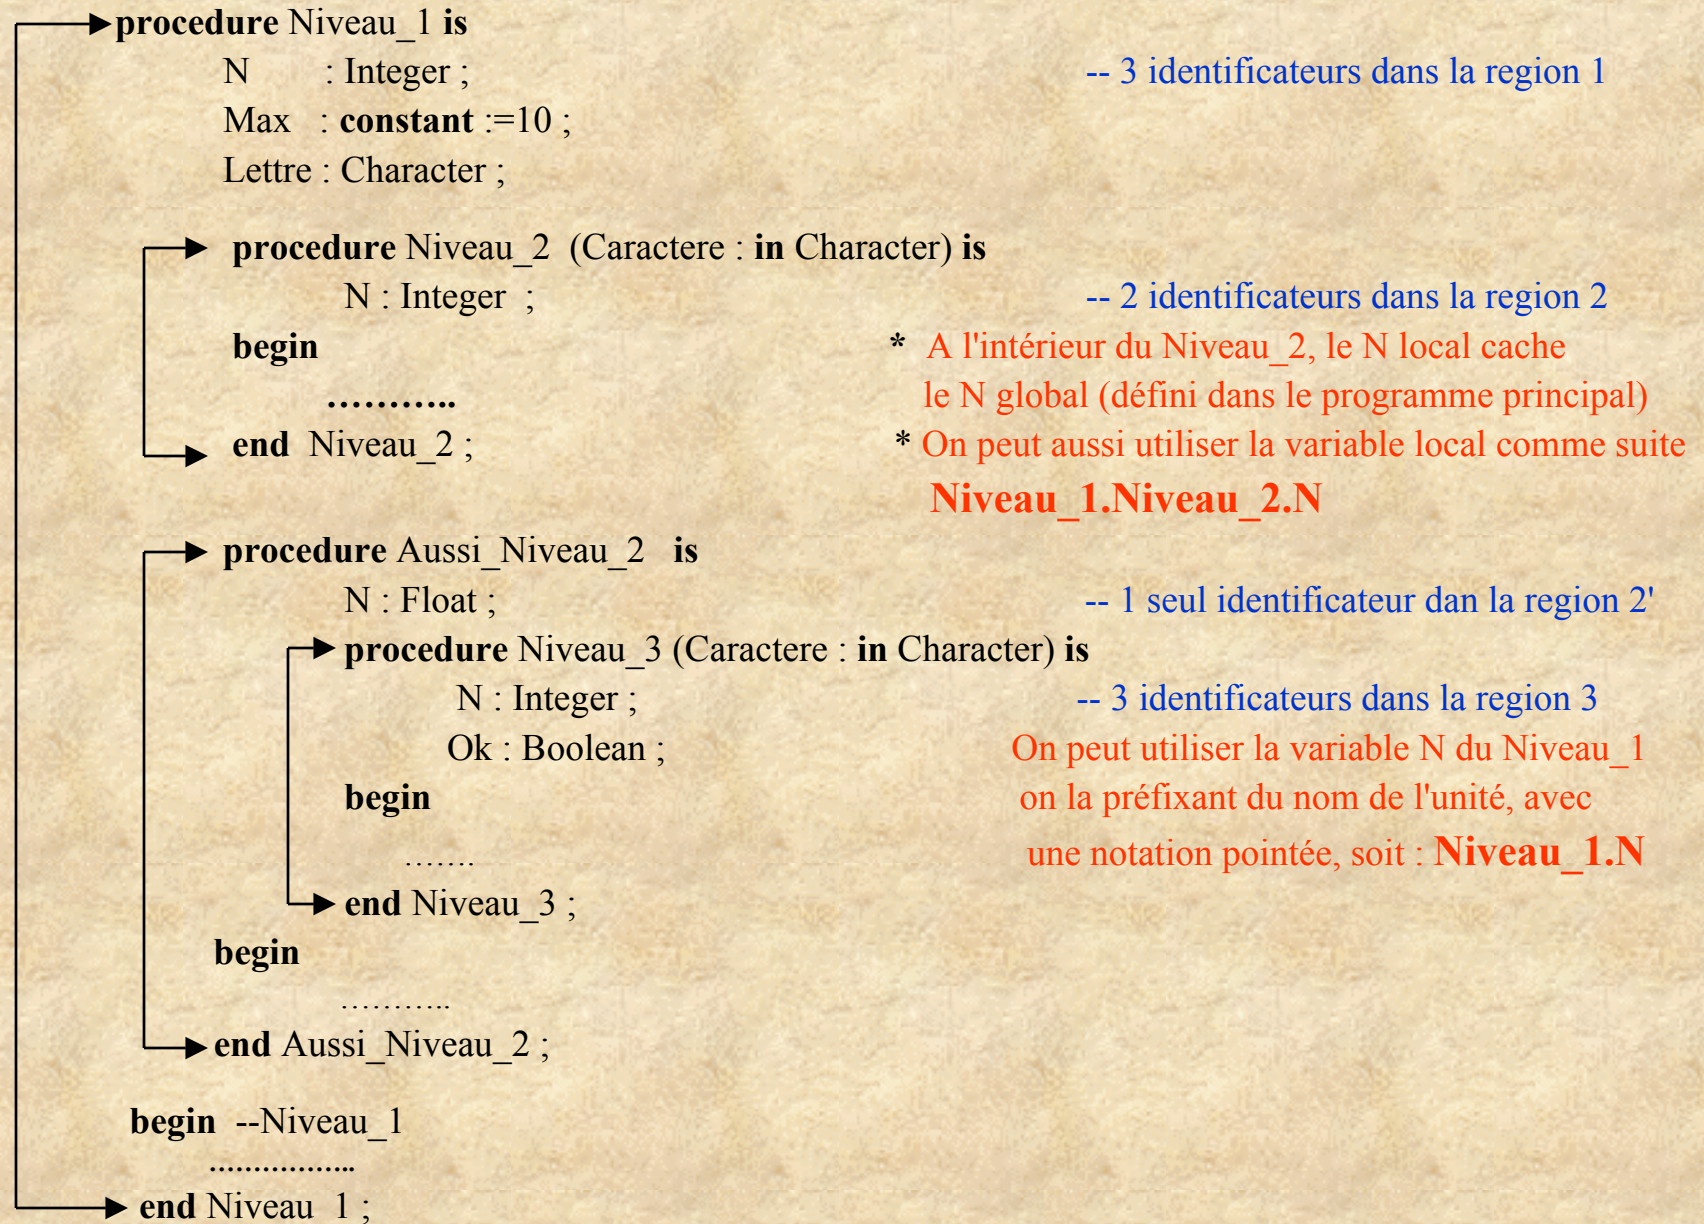 procedure Niveau_1 is
N : Integer ; -- 3 identificateurs dans la region 1
Max : constant :=10 ;
Lettre : Character ;
procedure Niveau_2 (Caractere : in Character) is
N : Integer ; -- 2 identificateurs dans la region 2
begin * A l'intérieur du Niveau_2, le N local cache
……….. le N global (défini dans le programme principal)
end Niveau_2 ; * On peut aussi utiliser la variable local comme suite
Niveau_1.Niveau_2.N
procedure Aussi_Niveau_2 is
N : Float ; -- 1 seul identificateur dan la region 2'
procedure Niveau_3 (Caractere : in Character) is
N : Integer ; -- 3 identificateurs dans la region 3
Ok : Boolean ; On peut utiliser la variable N du Niveau_1
begin on la préfixant du nom de l'unité, avec
……. une notation pointée, soit : Niveau_1.N
end Niveau_3 ;
begin
………..
end Aussi_Niveau_2 ;
begin --Niveau_1
……………..
end Niveau_1 ;